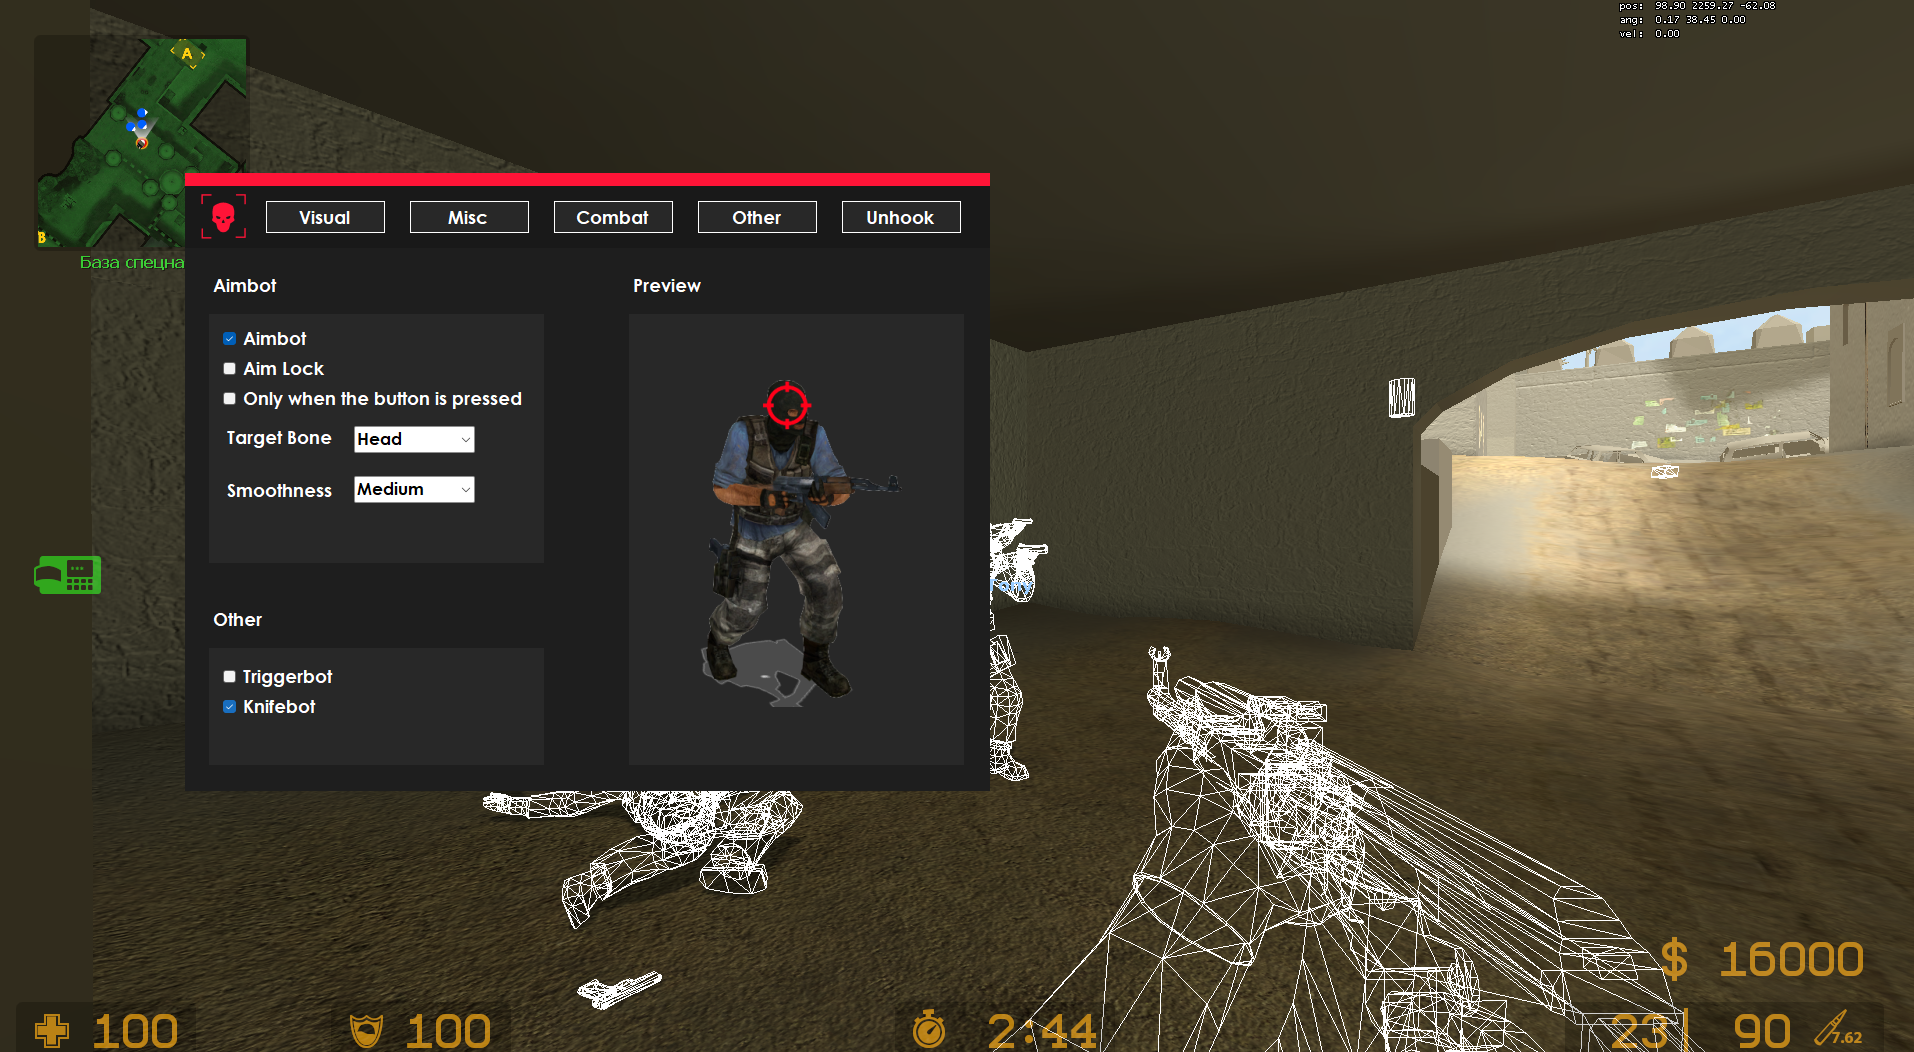 pos: 98.90 2259.27 -62.08
ang: 0.17 38.45 0.00
vel: 0.00
A
B
База спецна
Visual
Misc
Combat
Other
Unhook
Aimbot
Aimbot
Aim Lock
Only when the button is pressed
Target Bone
Head
Smoothness
Medium
Other
Triggerbot
Knifebot
Preview
$ 16000
100
100
2:44
23| 90
7.62